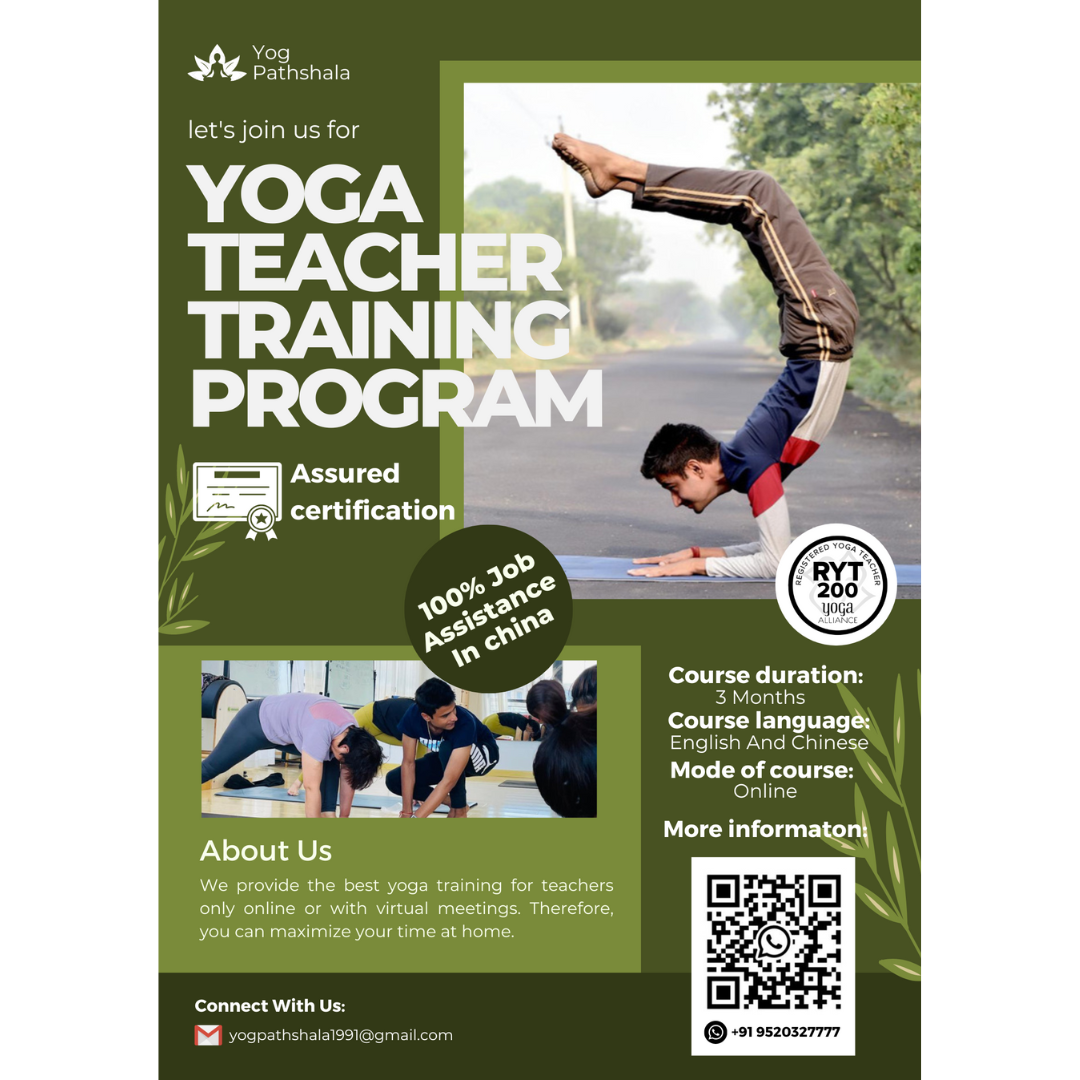 Yog
Pathshala
let's join us for
YOGA
TEACHER
TRAINING
PROGRAM
Assured
certification
100% Job
Assistance
In china
REGISTERED YOGA TEACHER
RYT
200
yoga
ALLIANCE
Course duration:
3 Months
Course language:
English And Chinese
Mode of course:
Online
More informaton:
About Us
We provide the best yoga training for teachers
only online or with virtual meetings. Therefore,
you can maximize your time at home.
Connect With Us:
yogpathshala1991@gmail.com
+91 9520327777